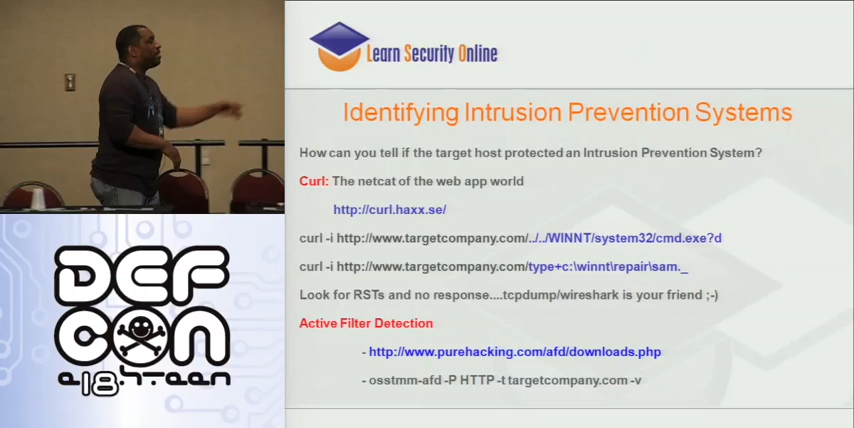 Learn Security Online
Identifying Intrusion Prevention Systems
How can you tell if the target host protected an Intrusion Prevention System?
Curl: The netcat of the web app world
http://curl.haxx.se/
curl -i http://www.targetcompany.com/../../WINNT/system32/cmd.exe?d
curl -i http://www.targetcompany.com/type+c:\winnt\repair\sam._
Look for RSTs and no response....tcpdump/wireshark is your friend ;-)
Active Filter Detection
- http://www.purehacking.com/afd/downloads.php
- osstmm-afd -P HTTP -t targetcompany.com -v
DEF
CON
e18.hteen